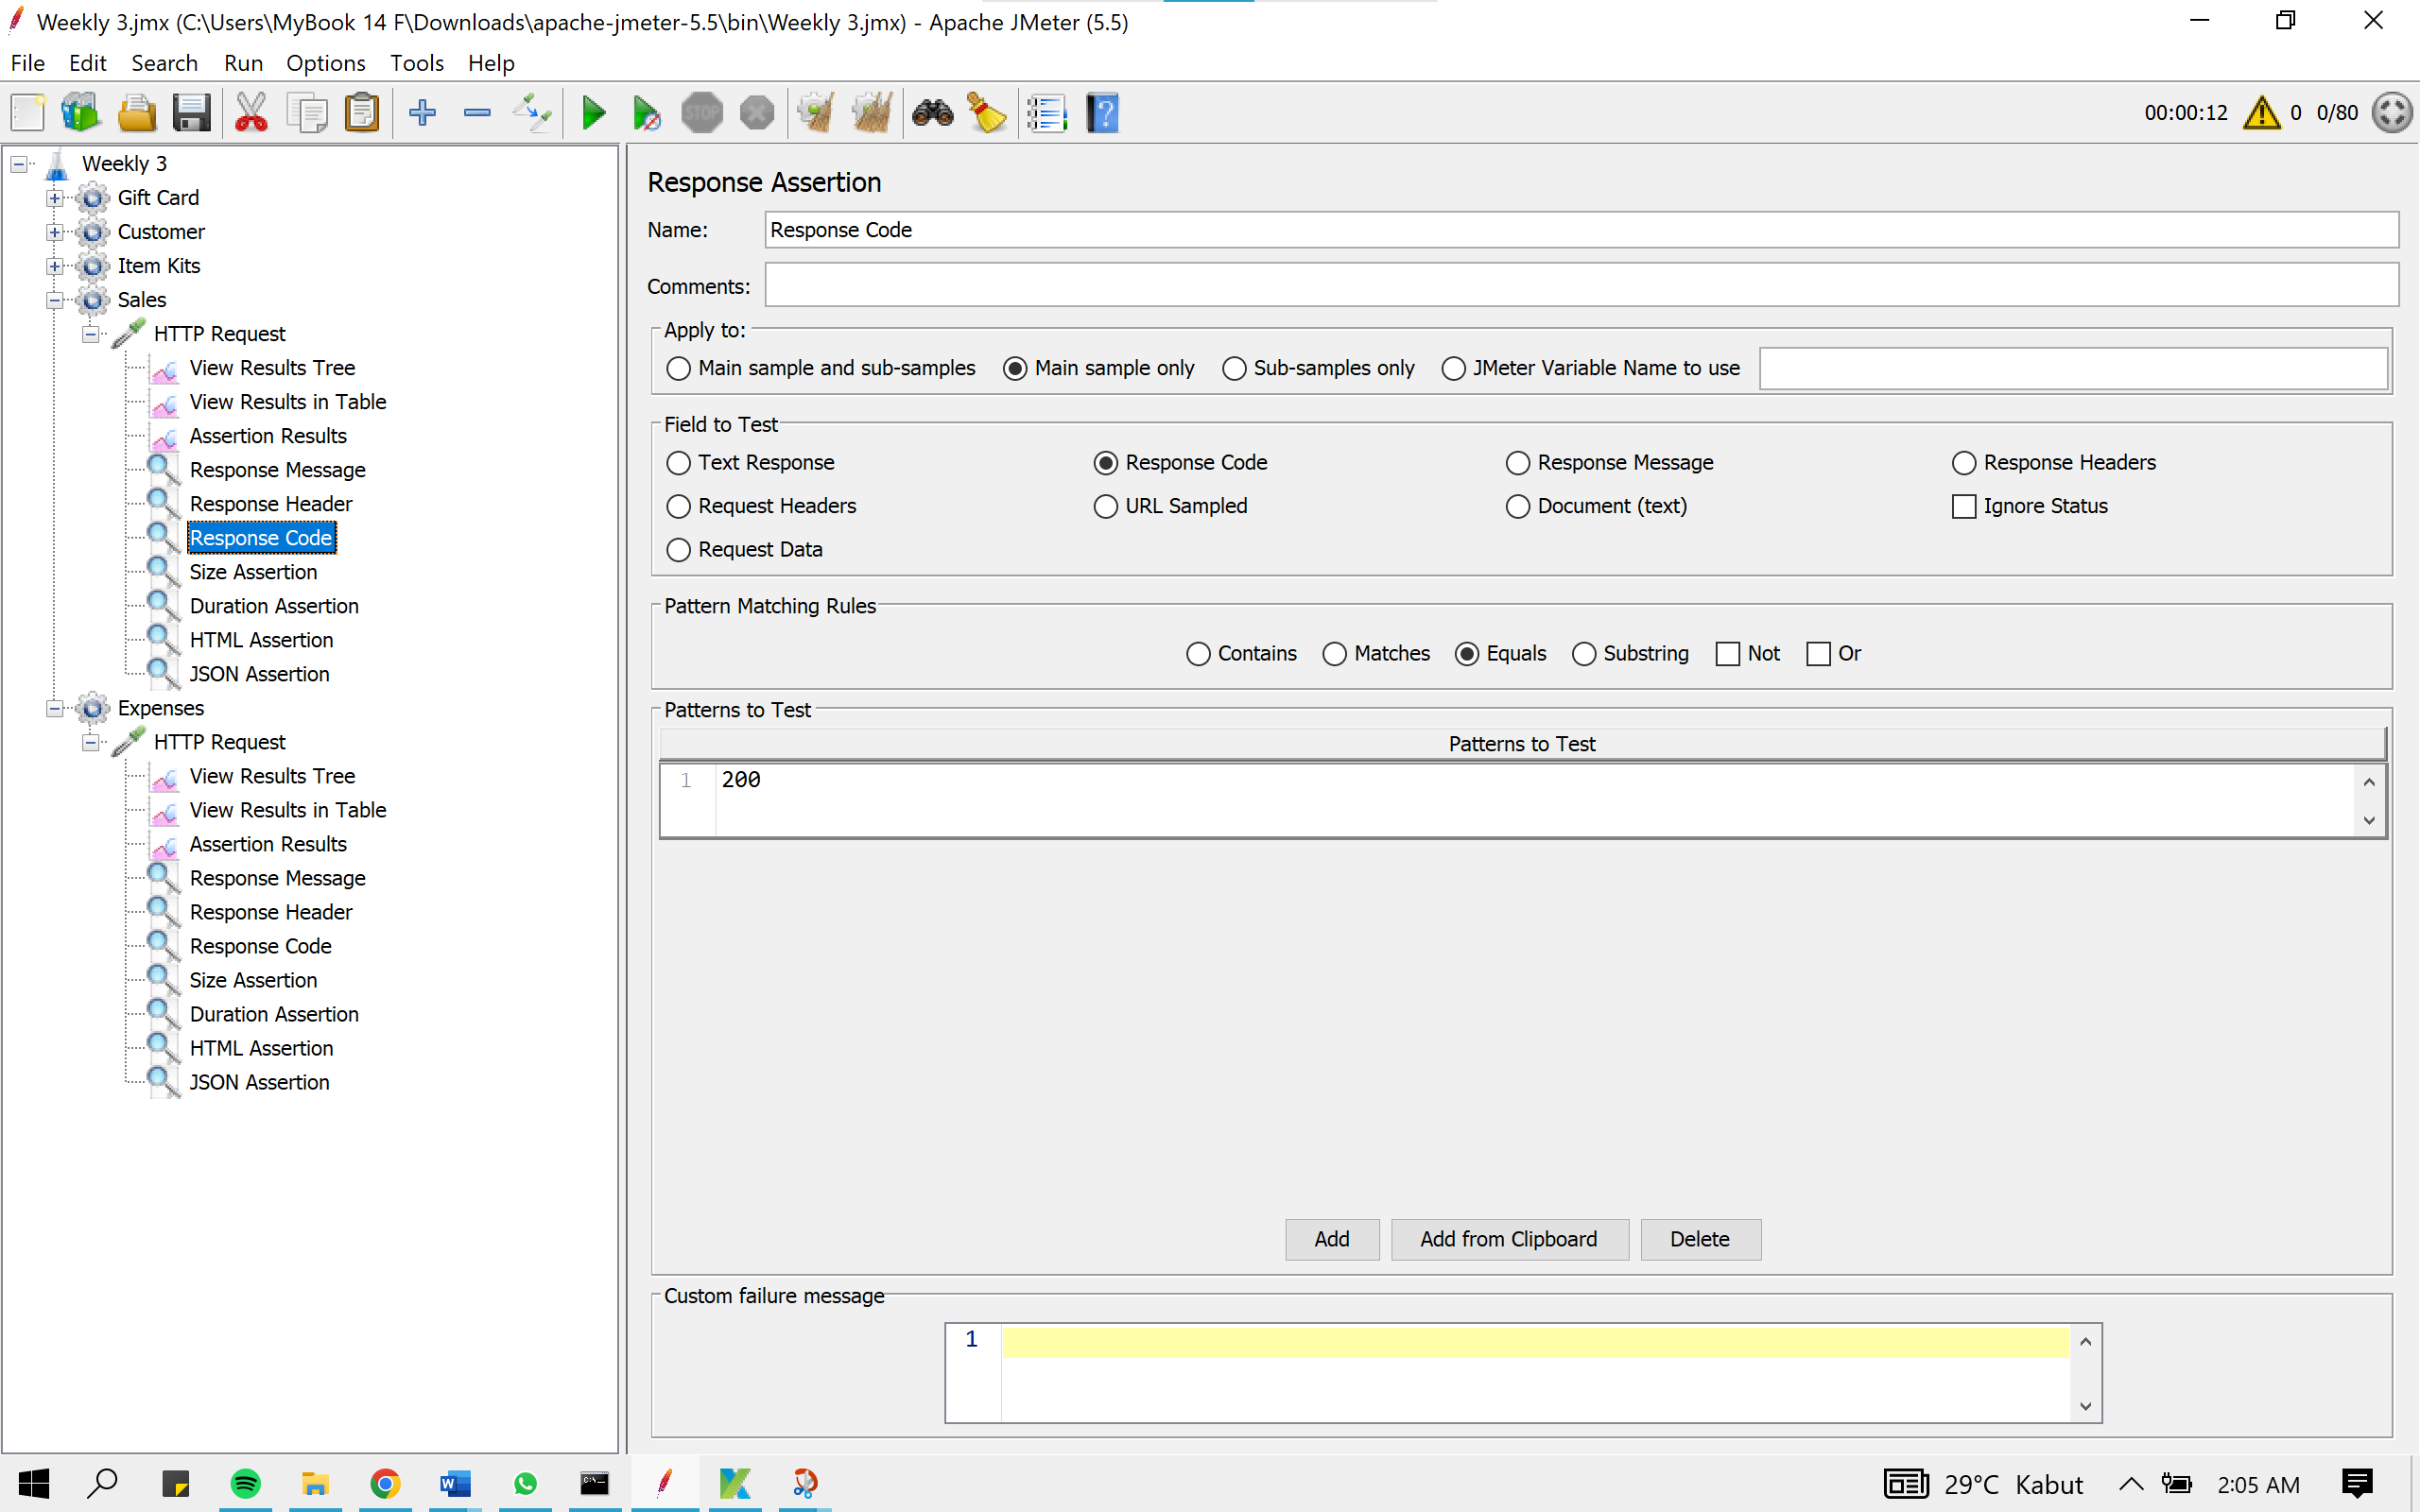 Weekly 3.jmx (C:\Users\MyBook 14 F\Downloads\apache-jmeter-5.5\bin\Weekly 3.jmx) - Apache JMeter (5.5)
File Edit Search Run Options Tools Help
STOP
?
00:00:12 0 0/80
Weekly 3
Gift Card
Customer
Item Kits
Sales
HTTP Request
View Results Tree
View Results in Table
Assertion Results
Response Message
Response Header
Response Code
Size Assertion
Duration Assertion
HTML Assertion
JSON Assertion
Expenses
HTTP Request
View Results Tree
View Results in Table
Assertion Results
Response Message
Response Header
Response Code
Size Assertion
Duration Assertion
HTML Assertion
JSON Assertion
Response Assertion
Name: Response Code
Comments:
Apply to:
Main sample and sub-samples Main sample only Sub-samples only JMeter Variable Name to use
Field to Test
Text Response Response Code Response Message Response Headers
Request Headers URL Sampled Document (text) Ignore Status
Request Data
Pattern Matching Rules
Contains Matches Equals Substring Not Or
Patterns to Test
Patterns to Test
1 200
Add Add from Clipboard Delete
Custom failure message
1
29°C Kabut 2:05 AM